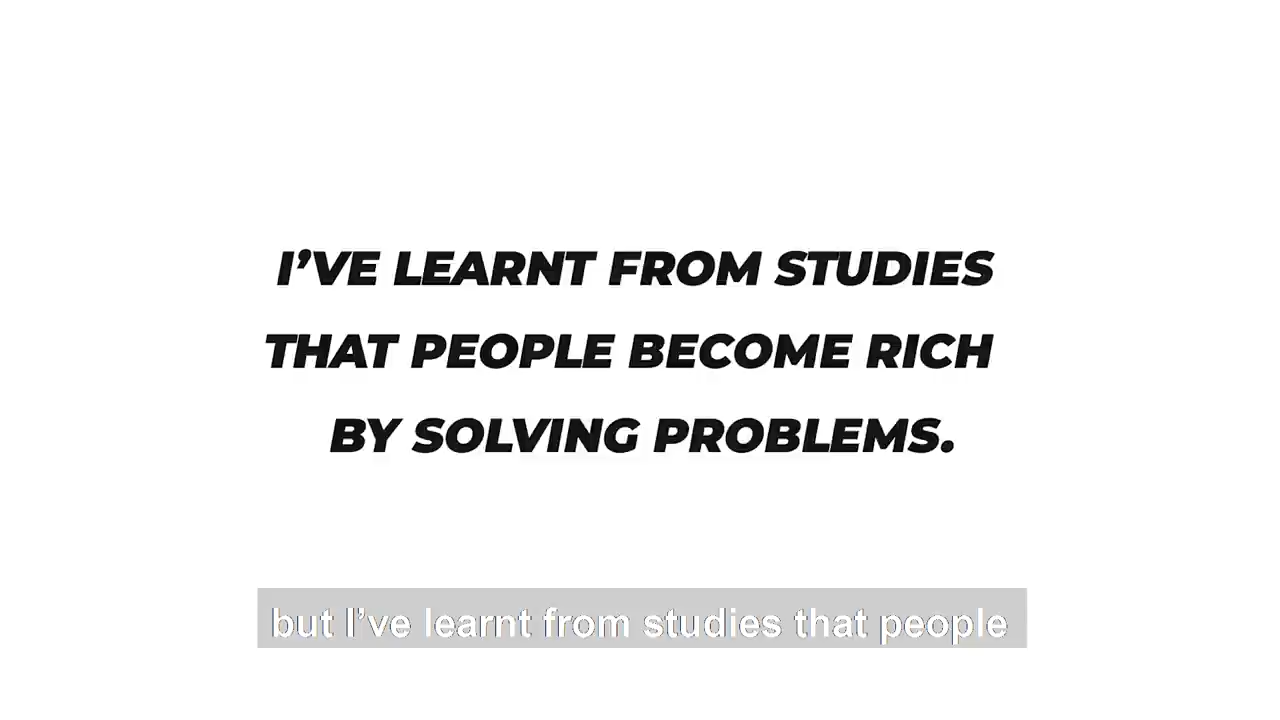 I'VE LEARNT FROM STUDIES
THAT PEOPLE BECOME RICH
BY SOLVING PROBLEMS.
but I've learnt from studies that people